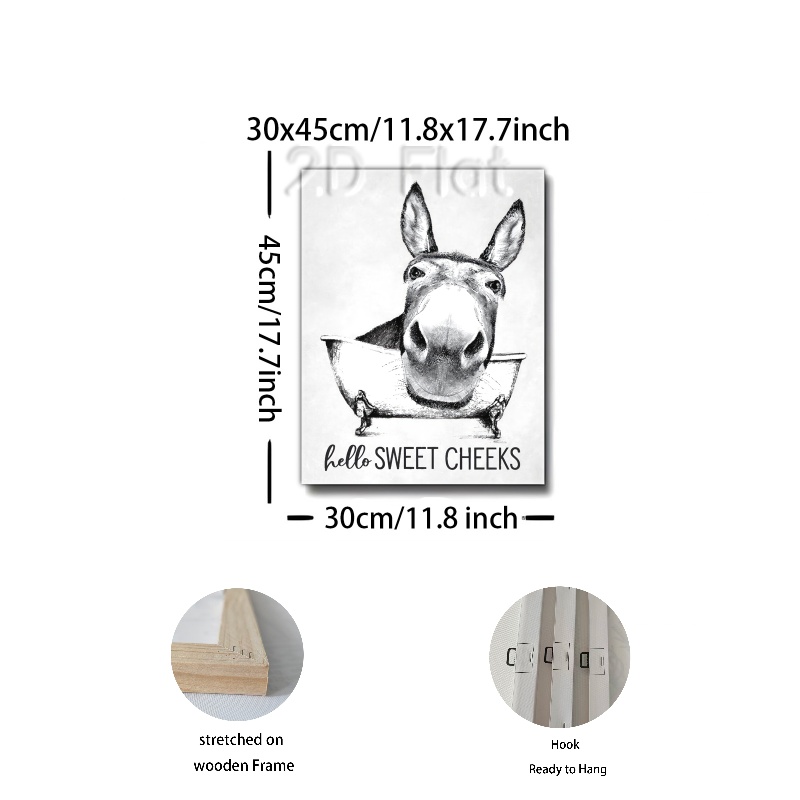 30x45cm/11.8x17.7inch
2D Flat
45cm/17.7inch
hello SWEET CHEEKS
30cm/11.8 inch
stretched on
wooden Frame
Hook
Ready to Hang